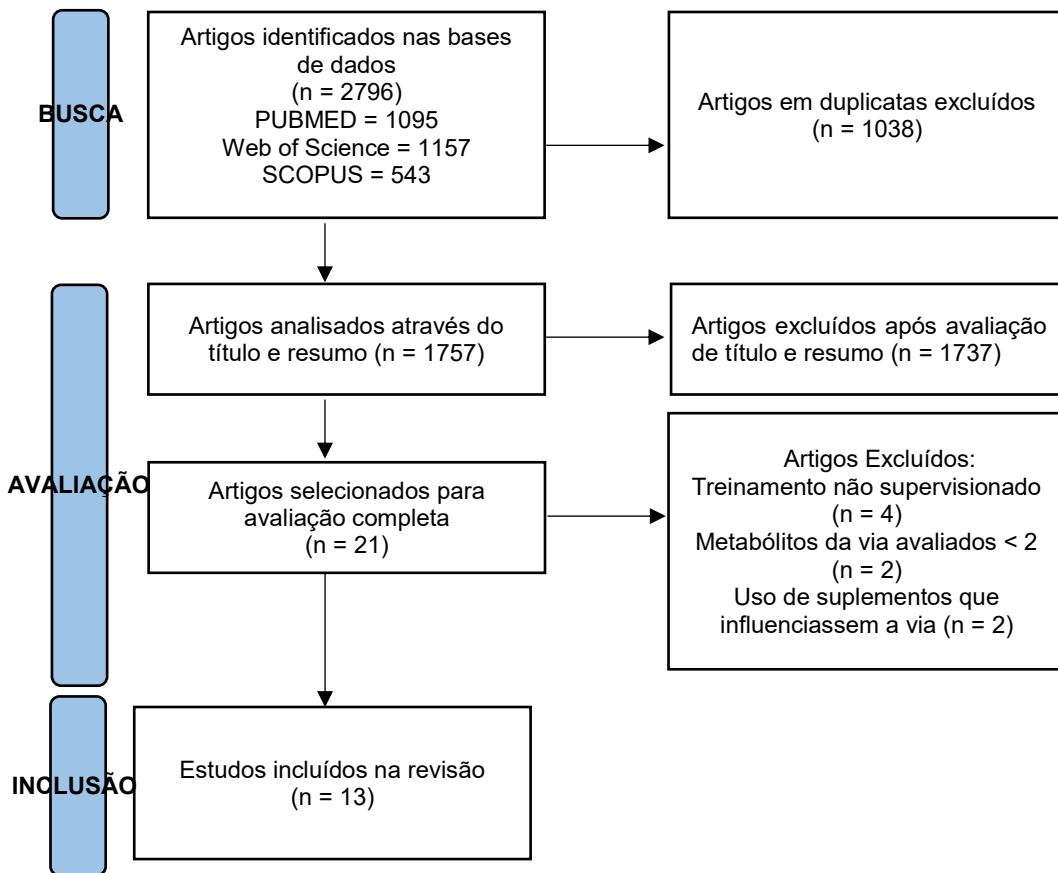 BUSCA
Artigos identificados nas bases
de dados
(n = 2796)
PUBMED = 1095
Web of Science = 1157
SCOPUS = 543
Artigos em duplicatas excluídos
(n = 1038)
AVALIAÇÃO
Artigos analisados através do
título e resumo (n = 1757)
Artigos excluídos após avaliação
de título e resumo (n = 1737)
Artigos selecionados para
avaliação completa
(n = 21)
Artigos Excluídos:
Treinamento não supervisionado
(n = 4)
Metabólitos da via avaliados < 2
(n = 2)
Uso de suplementos que
influenciassem a via (n = 2)
INCLUSÃO
Estudos incluídos na revisão
(n = 13)